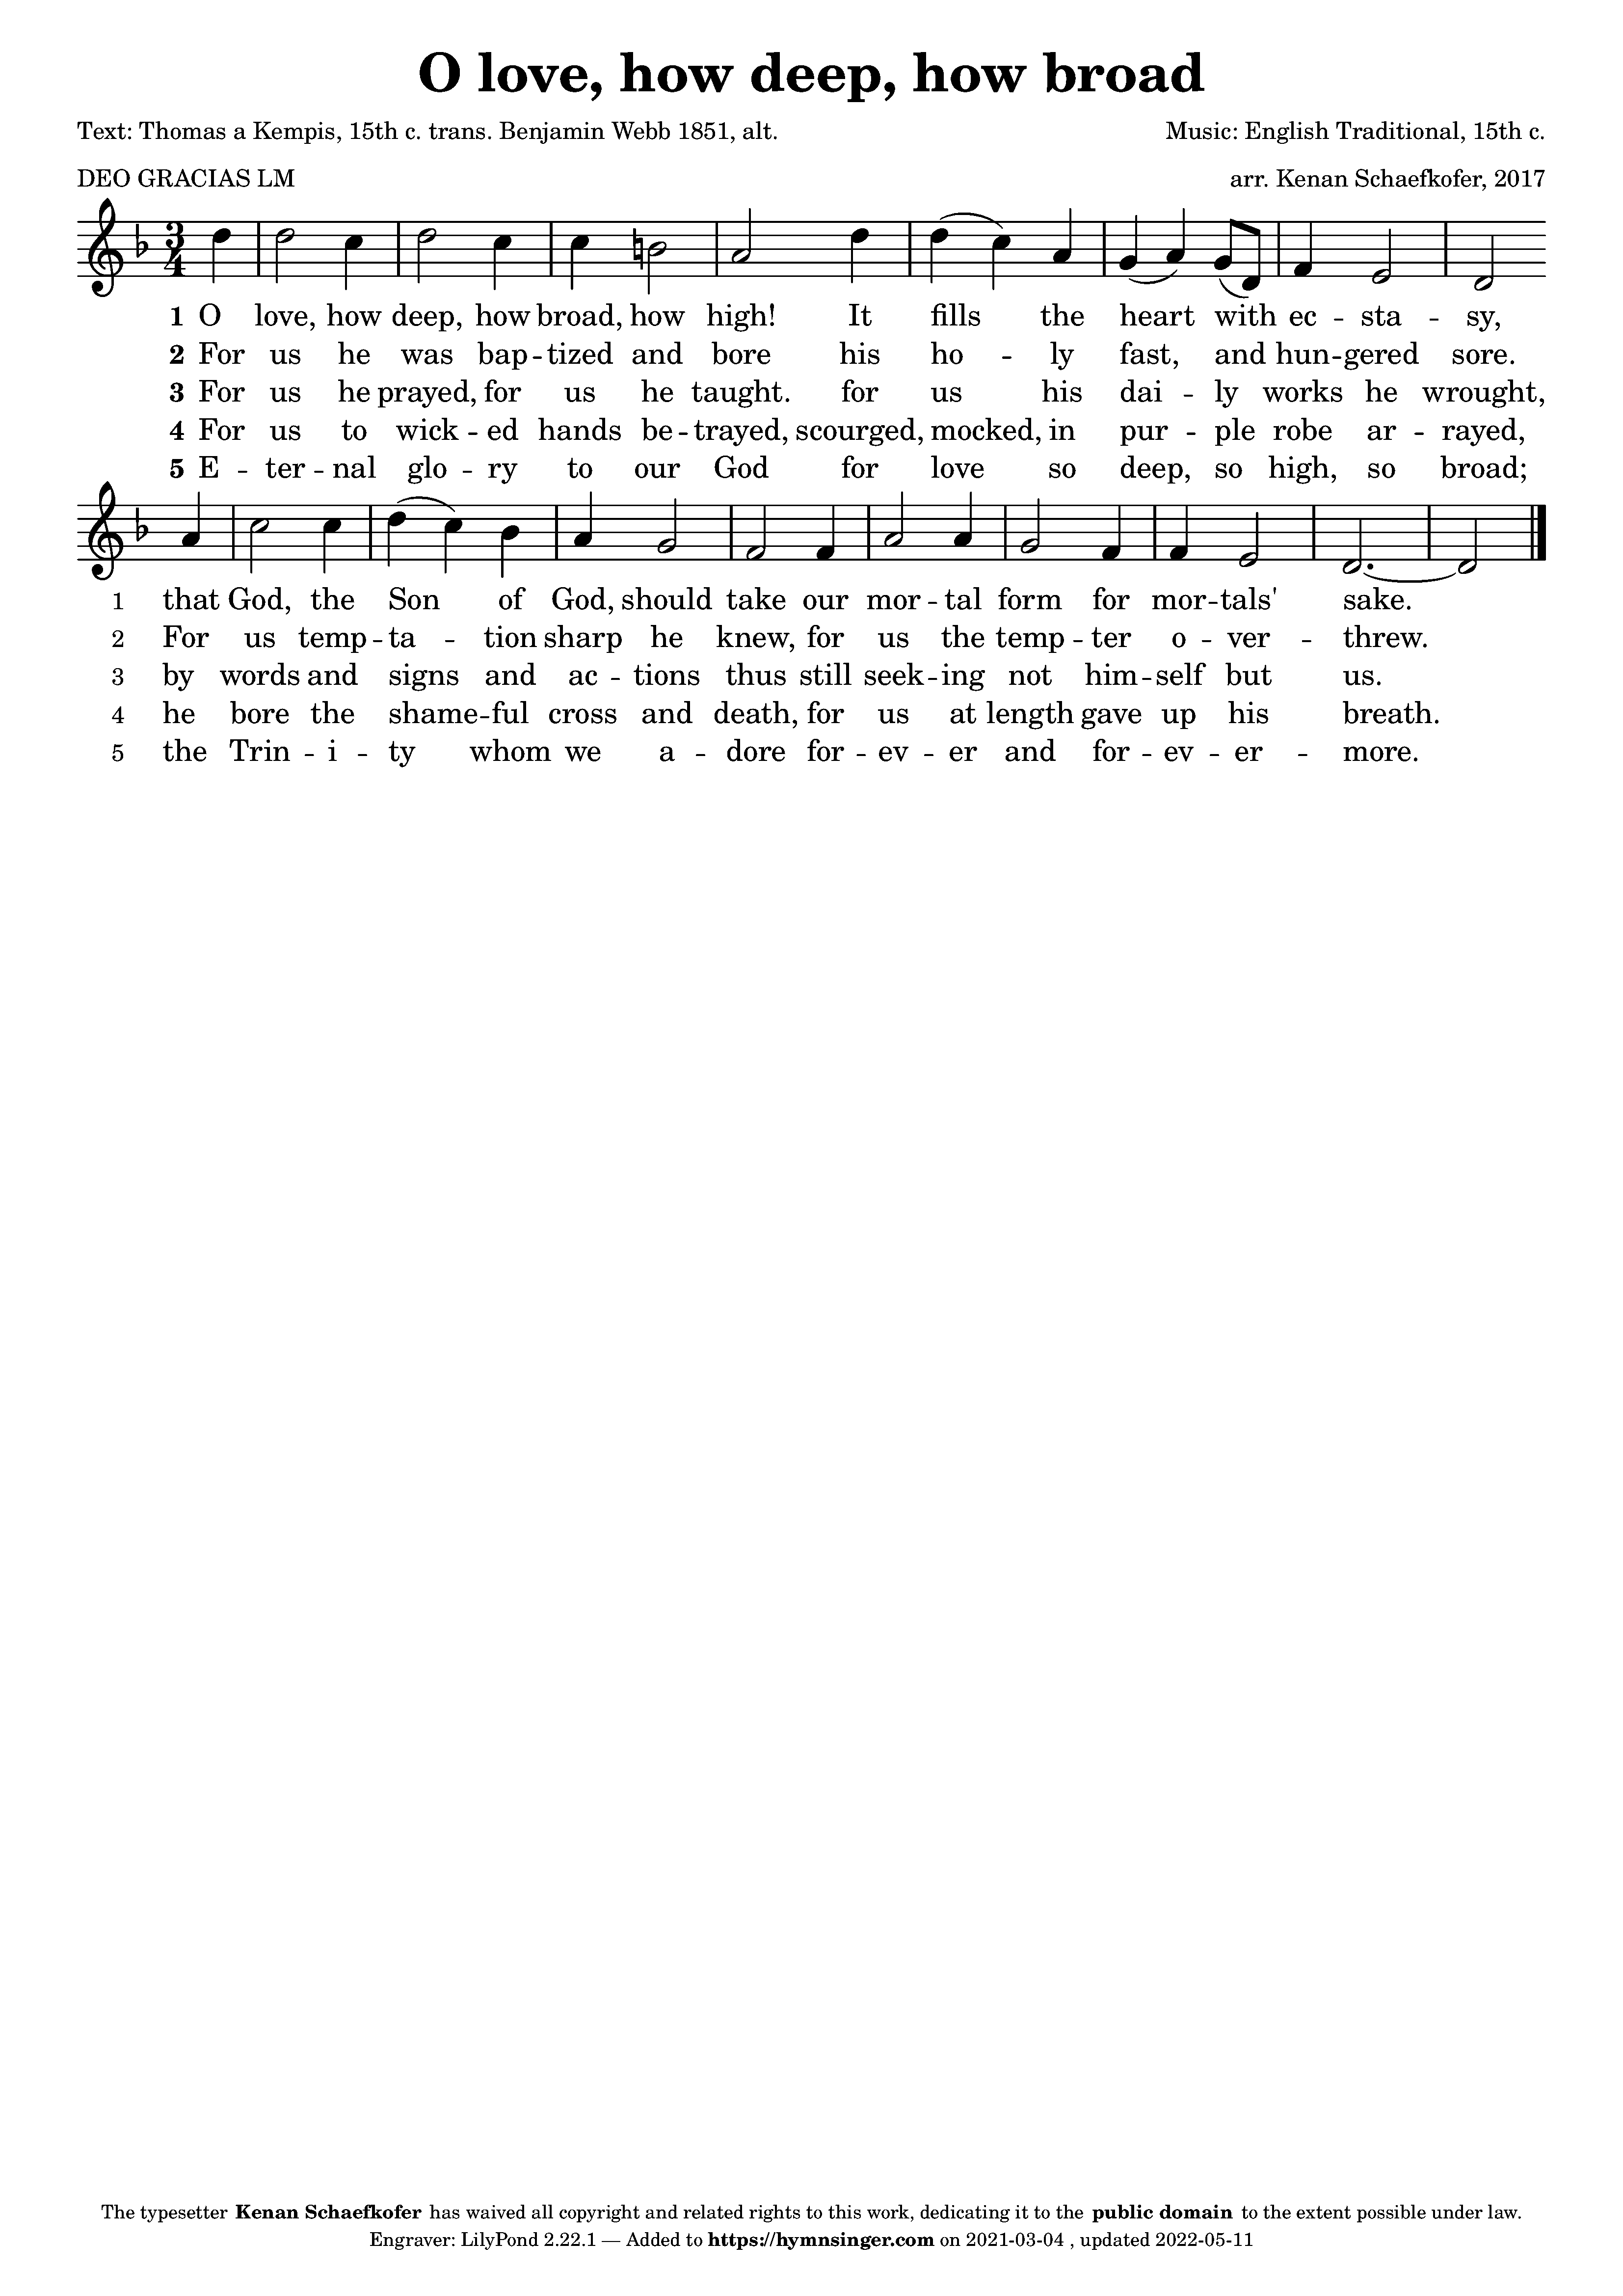 O love, how deep, how broad
Text: Thomas a Kempis, 15th c. trans. Benjamin Webb 1851, alt.
Music: English Traditional, 15th c.
DEO GRACIAS LM
arr. Kenan Schaefkofer, 2017
3
4
1 O love, how deep, how broad, how high! It fills the heart with ec -- sta -- sy,
2 For us he was bap -- tized and bore his ho -- ly fast, and hun -- gered sore.
3 For us he prayed, for us he taught. for us his dai -- ly works he wrought,
4 For us to wick -- ed hands be -- trayed, scourged, mocked, in pur -- ple robe ar -- rayed,
5 E -- ter -- nal glo -- ry to our God for love so deep, so high, so broad;
1 that God, the Son of God, should take our mor -- tal form for mor -- tals' sake.
2 For us temp -- ta -- tion sharp he knew, for us the temp -- ter o -- ver -- threw.
3 by words and signs and ac -- tions thus still seek -- ing not him -- self but us.
4 he bore the shame -- ful cross and death, for us at length gave up his breath.
5 the Trin -- i -- ty whom we a -- dore for -- ev -- er and for -- ev -- er -- more.
The typesetter Kenan Schaefkofer has waived all copyright and related rights to this work, dedicating it to the public domain to the extent possible under law.
Engraver: LilyPond 2.22.1 — Added to https://hymnsinger.com on 2021-03-04 , updated 2022-05-11